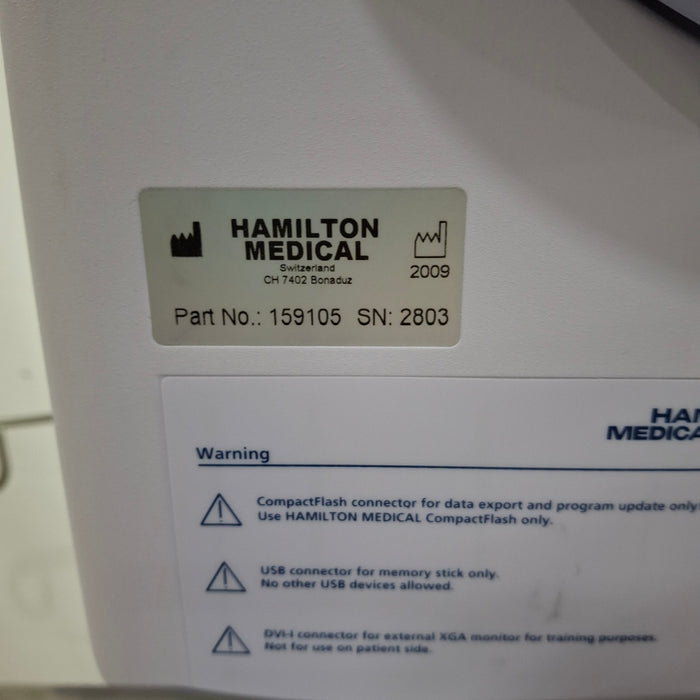 HAMILTON
MEDICAL
Switzerland
CH 7402 Bonaduz
2009
Part No.: 159105 SN: 2803
HAM
MEDICA
Warning
CompactFlash connector for data export and program update only!
Use HAMILTON MEDICAL CompactFlash only.
USB connector for memory stick only.
No other USB devices allowed.
DVI-I connector for external XGA monitor for training purposes.
Not for use on patient side.